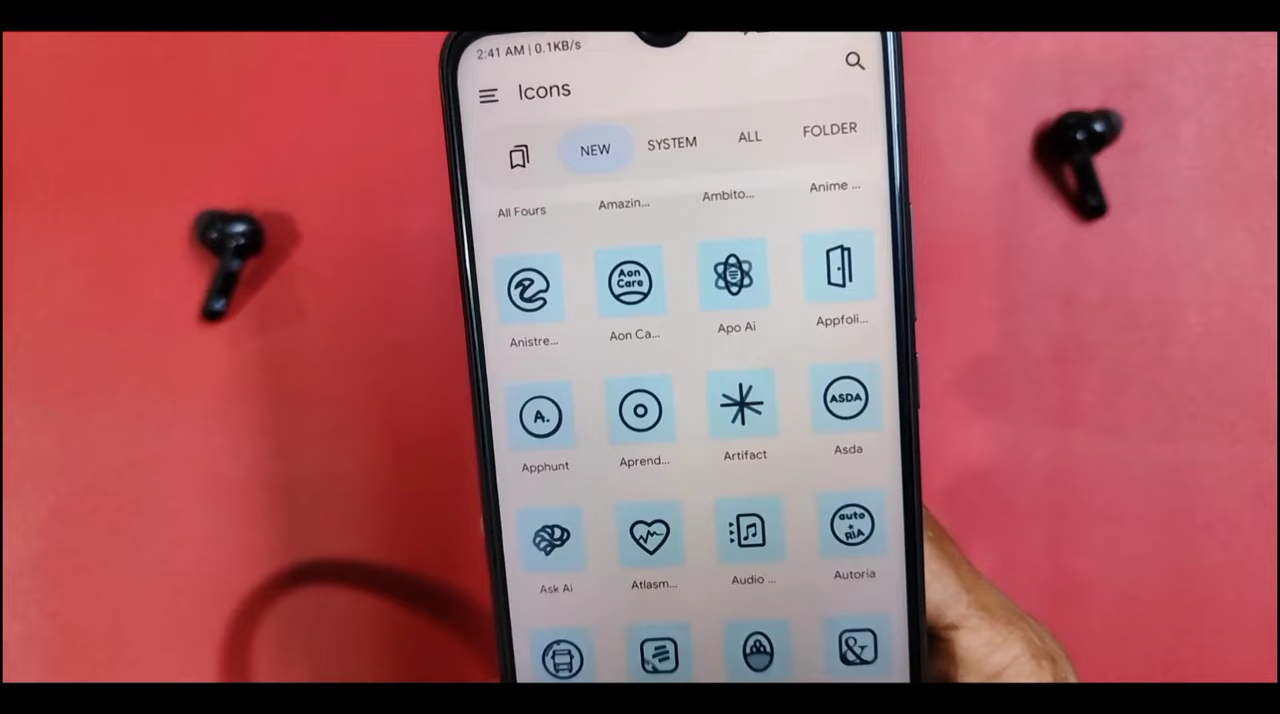 2:41 AM | 0.1KB/s
Icons
NEW SYSTEM ALL FOLDER
All Fours Amazin... Ambito... Anime ...
Aon
Care
Anistre... Aon Ca... Apo Ai Appfoli...
A. ASDA
Apphunt Aprend... Artifact Asda
auto
RIA
Ask Ai Atlasm... Audio ... Autoria
&